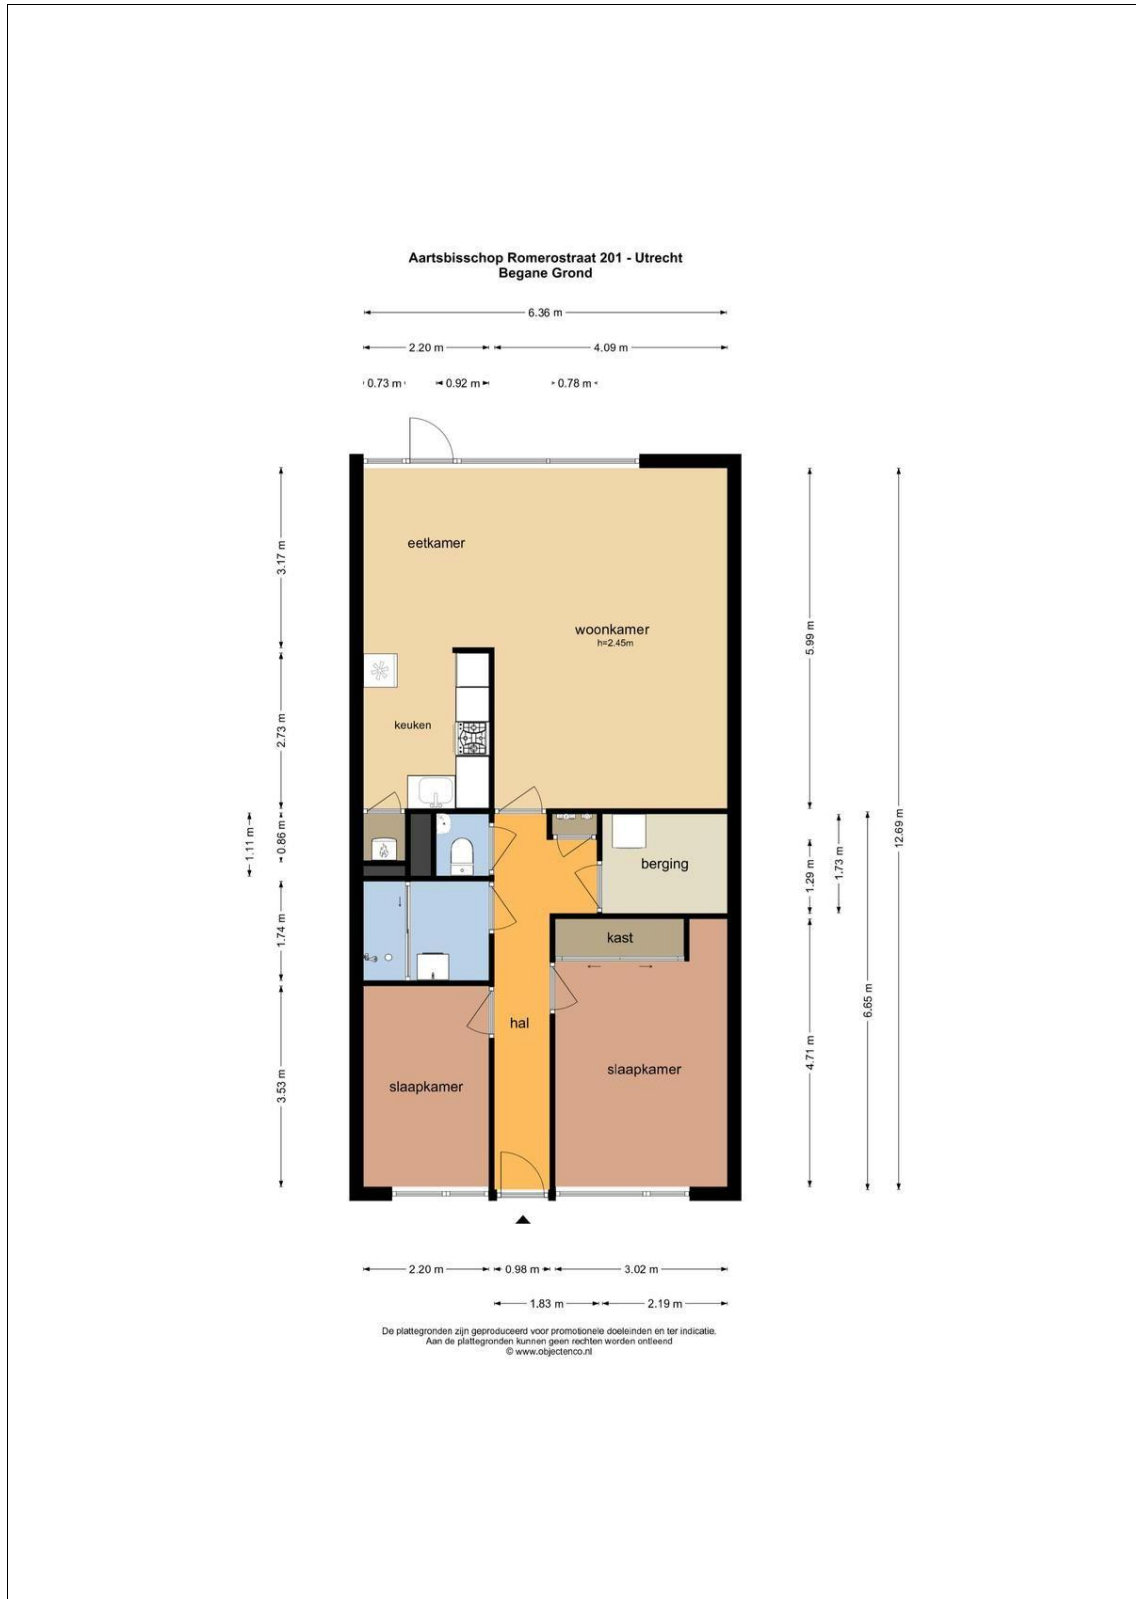 Aartsbisschop Romerostraat 201 - Utrecht
Begane Grond
6.36 m
2.20 m
4.09 m
0.73 m
0.92 m
0.78 m
eetkamer
3.17 m
woonkamer
h=2.45m
5.99 m
keuken
2.73 m
12.69 m
1.11 m
0.86 m
berging
1.29 m
1.73 m
1.74 m
kast
6.65 m
hal
4.71 m
slaapkamer
slaapkamer
3.53 m
2.20 m
0.98 m
3.02 m
1.83 m
2.19 m
De plattegronden zijn geproduceerd voor promotionele doeleinden en ter indicatie.
Aan de plattegronden kunnen geen rechten worden ontleend
© www.objectenco.nl